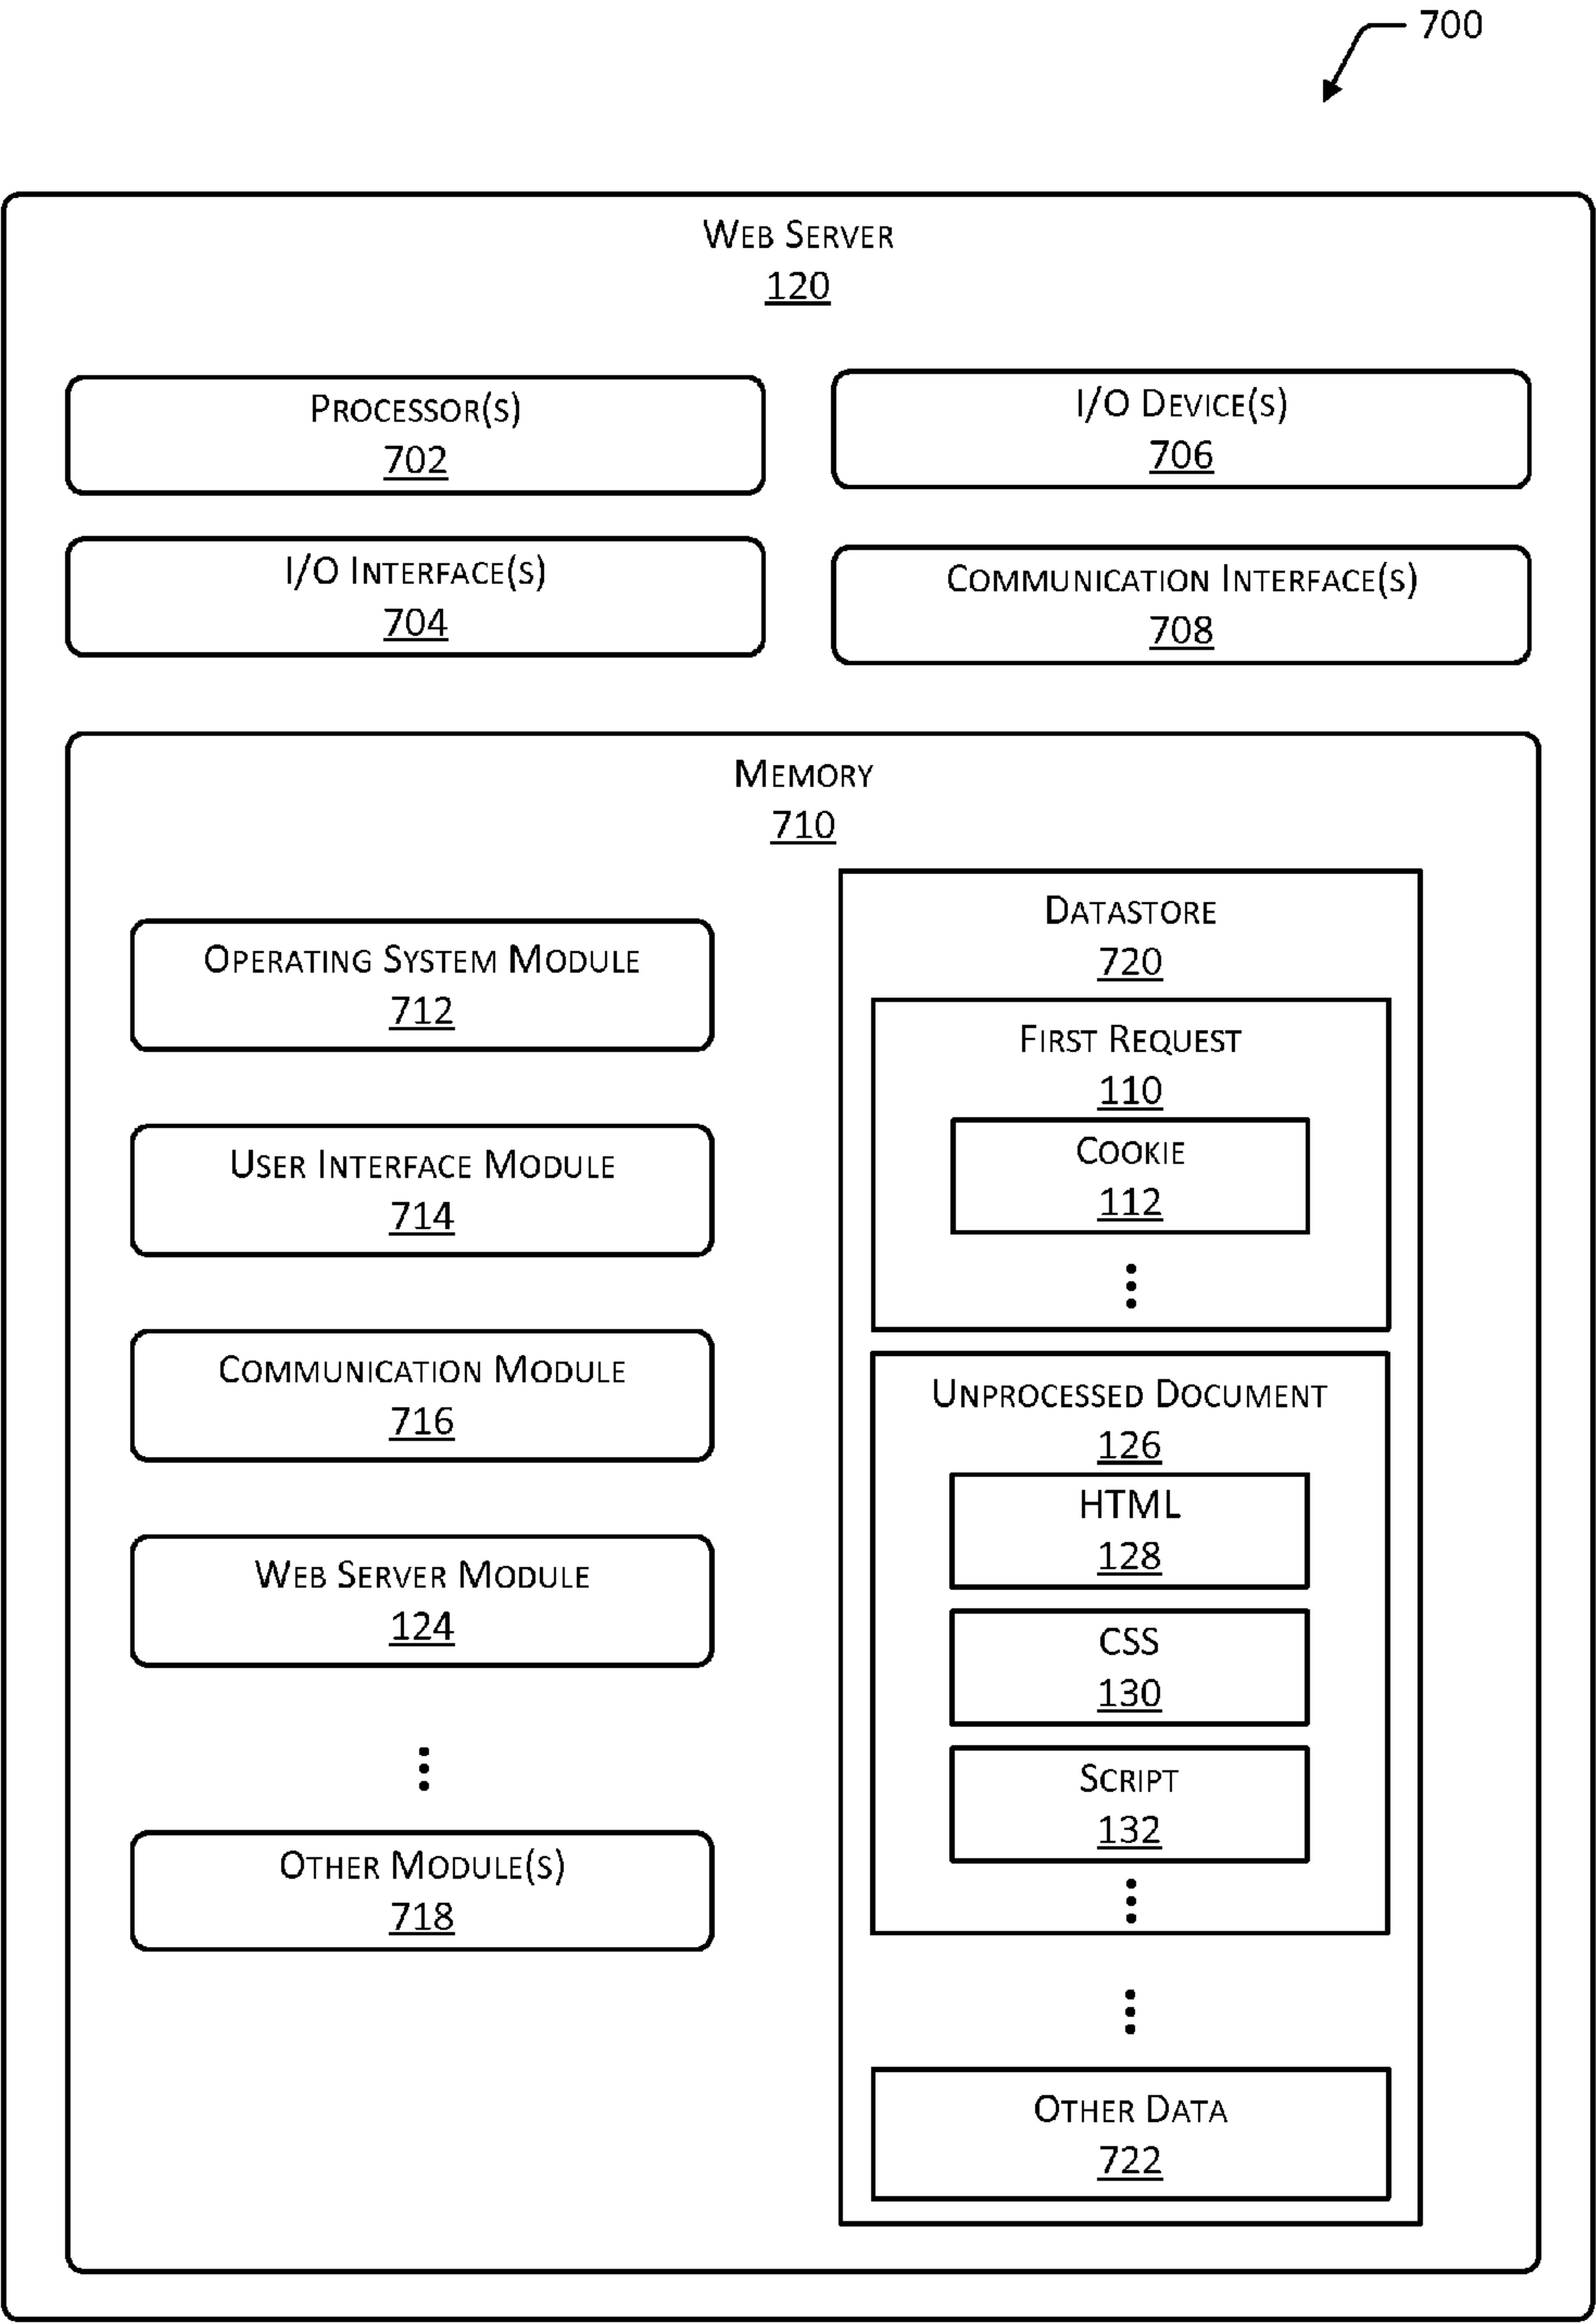 700
WEB SERVER
120
PROCESSOR(S)
702
I/O DEVICE(S)
706
I/O INTERFACE(S)
704
COMMUNICATION INTERFACE(S)
708
MEMORY
710
OPERATING SYSTEM MODULE
712
USER INTERFACE MODULE
714
COMMUNICATION MODULE
716
WEB SERVER MODULE
124
OTHER MODULE(S)
718
DATASTORE
720
FIRST REQUEST
110
COOKIE
112
UNPROCESSED DOCUMENT
126
HTML
128
CSS
130
SCRIPT
132
OTHER DATA
722